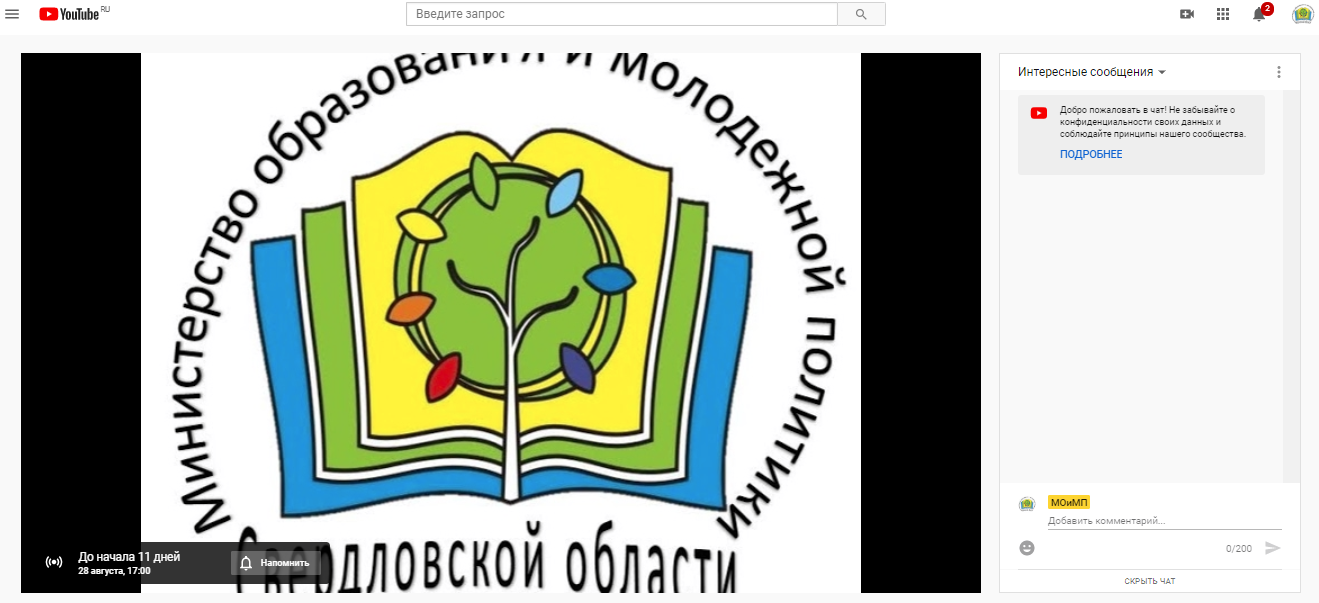 YouTube RU
Введите запрос
2
Министерство образования и молодежной политики
Свердловской области
До начала 11 дней
28 августа, 17:00
Напомнить
Интересные сообщения
Добро пожаловать в чат! Не забывайте о
конфиденциальности своих данных и
соблюдайте принципы нашего сообщества.
ПОДРОБНЕЕ
МОиМП
Добавить комментарий...
0/200
СКРЫТЬ ЧАТ